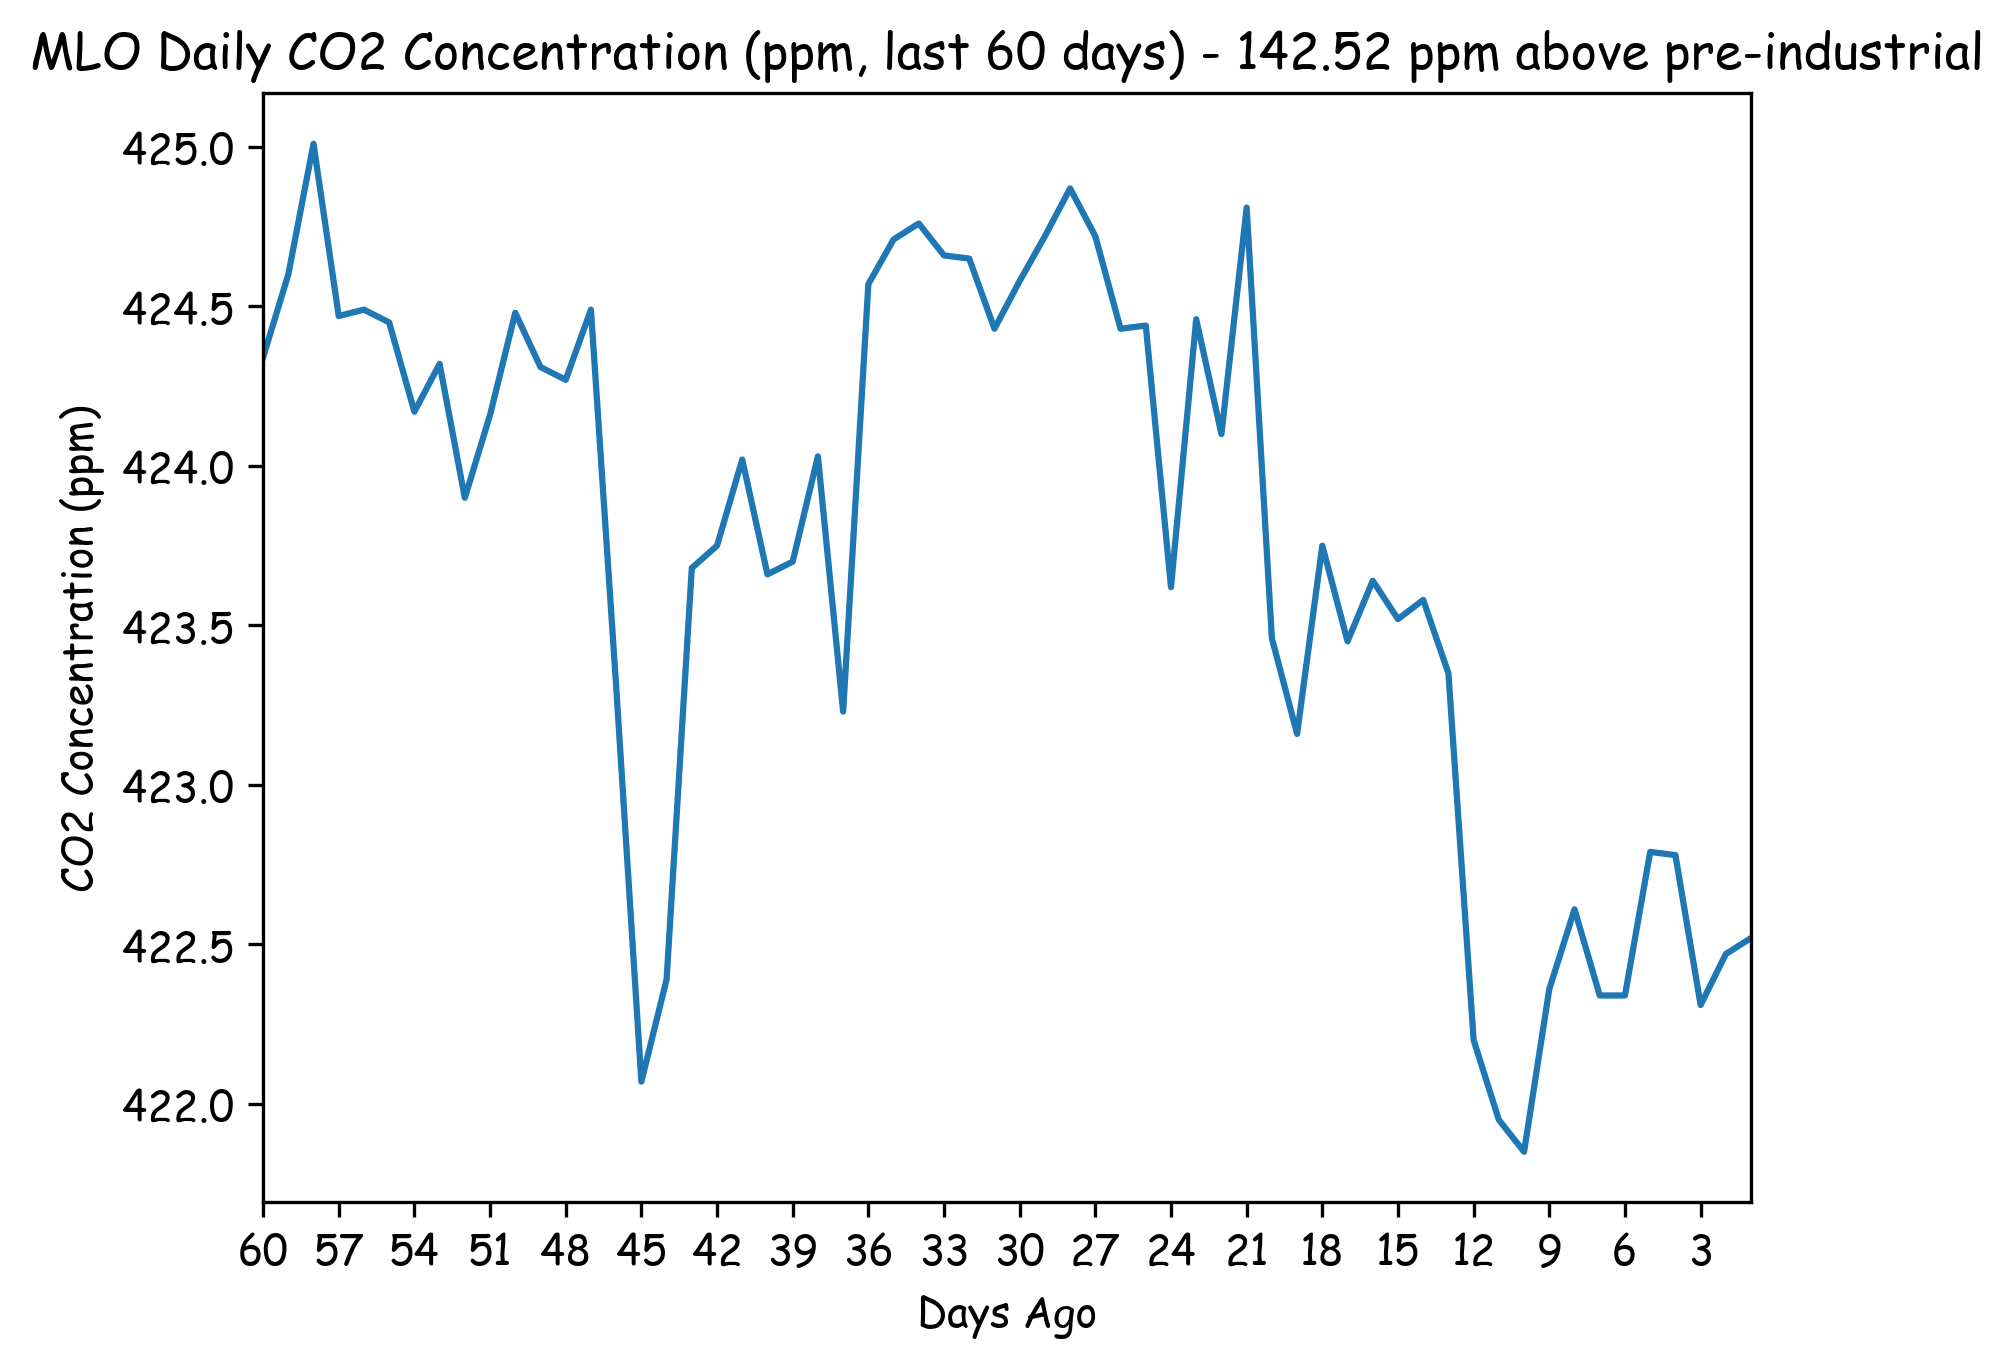 MLO Daily CO2 Concentration (ppm, last 60 days) - 142.52 ppm above pre-industrial
425.0
424.5
424.0
423.5
423.0
422.5
422.0
CO2 Concentration (ppm)
60 57 54 51 48 45 42 39 36 33 30 27 24 21 18 15 12 9 6 3
Days Ago